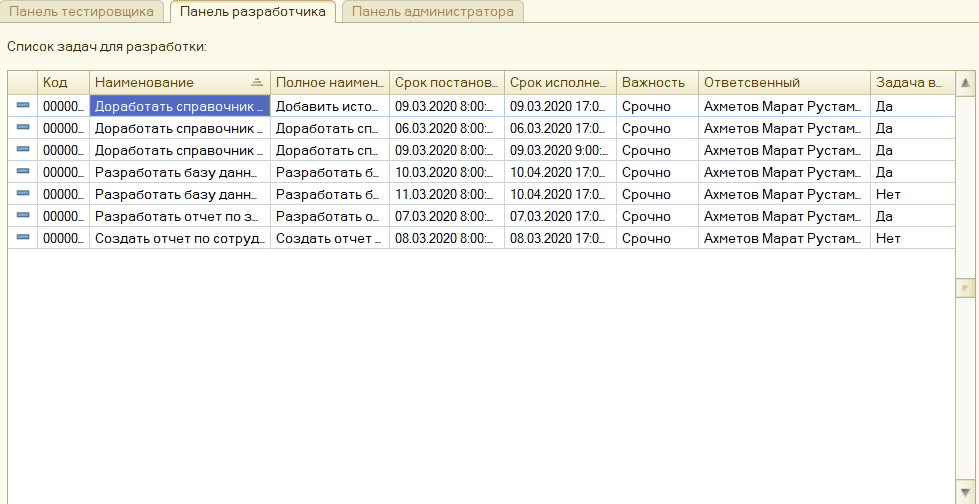 Панель тестировщика Панель разработчика Панель администратора
Список задач для разработки:
Код Наименование Полное наимен... Срок постанов... Срок исполне... Важность Ответсвенный Задача в...
00000... Доработать справочник ... Добавить исто... 09.03.2020 8:00:... 09.03.2020 17:0... Срочно Ахметов Марат Рустам... Да
00000... Доработать справочник ... Доработать сп... 06.03.2020 8:00:... 06.03.2020 17:0... Срочно Ахметов Марат Рустам... Да
00000... Доработать справочник ... Доработать сп... 09.03.2020 8:00:... 09.03.2020 9:00:... Срочно Ахметов Марат Рустам... Да
00000... Разработать базу данн... Разработать б... 10.03.2020 8:00:... 10.04.2020 17:0... Срочно Ахметов Марат Рустам... Да
00000... Разработать базу данн... Разработать б... 11.03.2020 8:00:... 10.04.2020 17:0... Срочно Ахметов Марат Рустам... Нет
00000... Разработать отчет по з... Разработать о... 07.03.2020 8:00:... 07.03.2020 17:0... Срочно Ахметов Марат Рустам... Да
00000... Создать отчет по сотруд... Создать отчет ... 08.03.2020 8:00:... 08.03.2020 17:0... Срочно Ахметов Марат Рустам... Нет